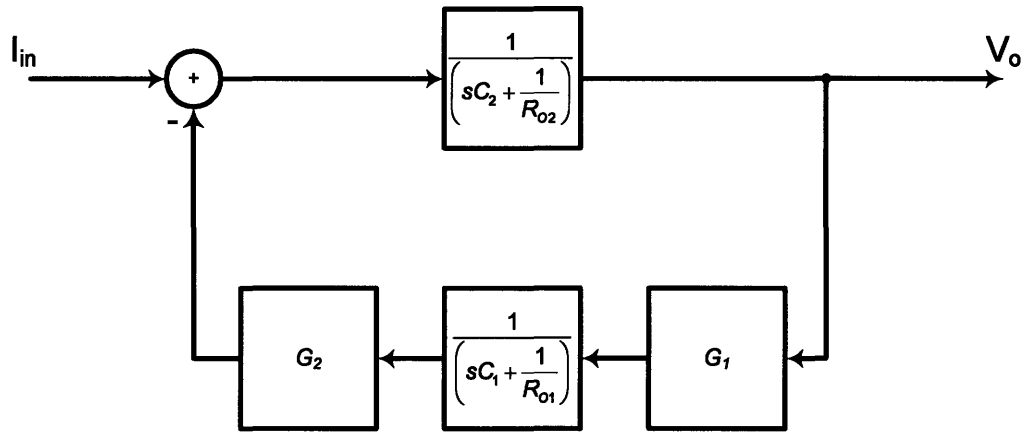 I_in
+
-
1/(sC_2 + 1/R_O2)
V_o
G_2
1/(sC_1 + 1/R_O1)
G_1